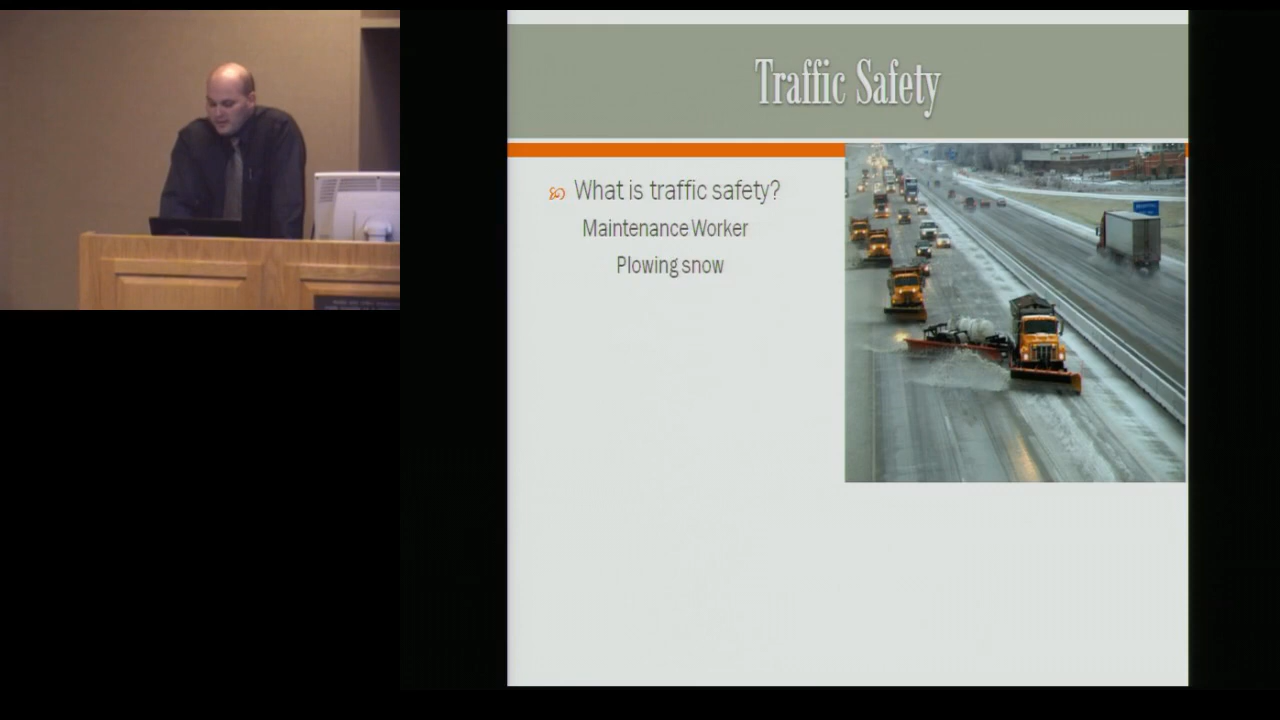 Traffic Safety
What is traffic safety?
Maintenance Worker
Plowing snow